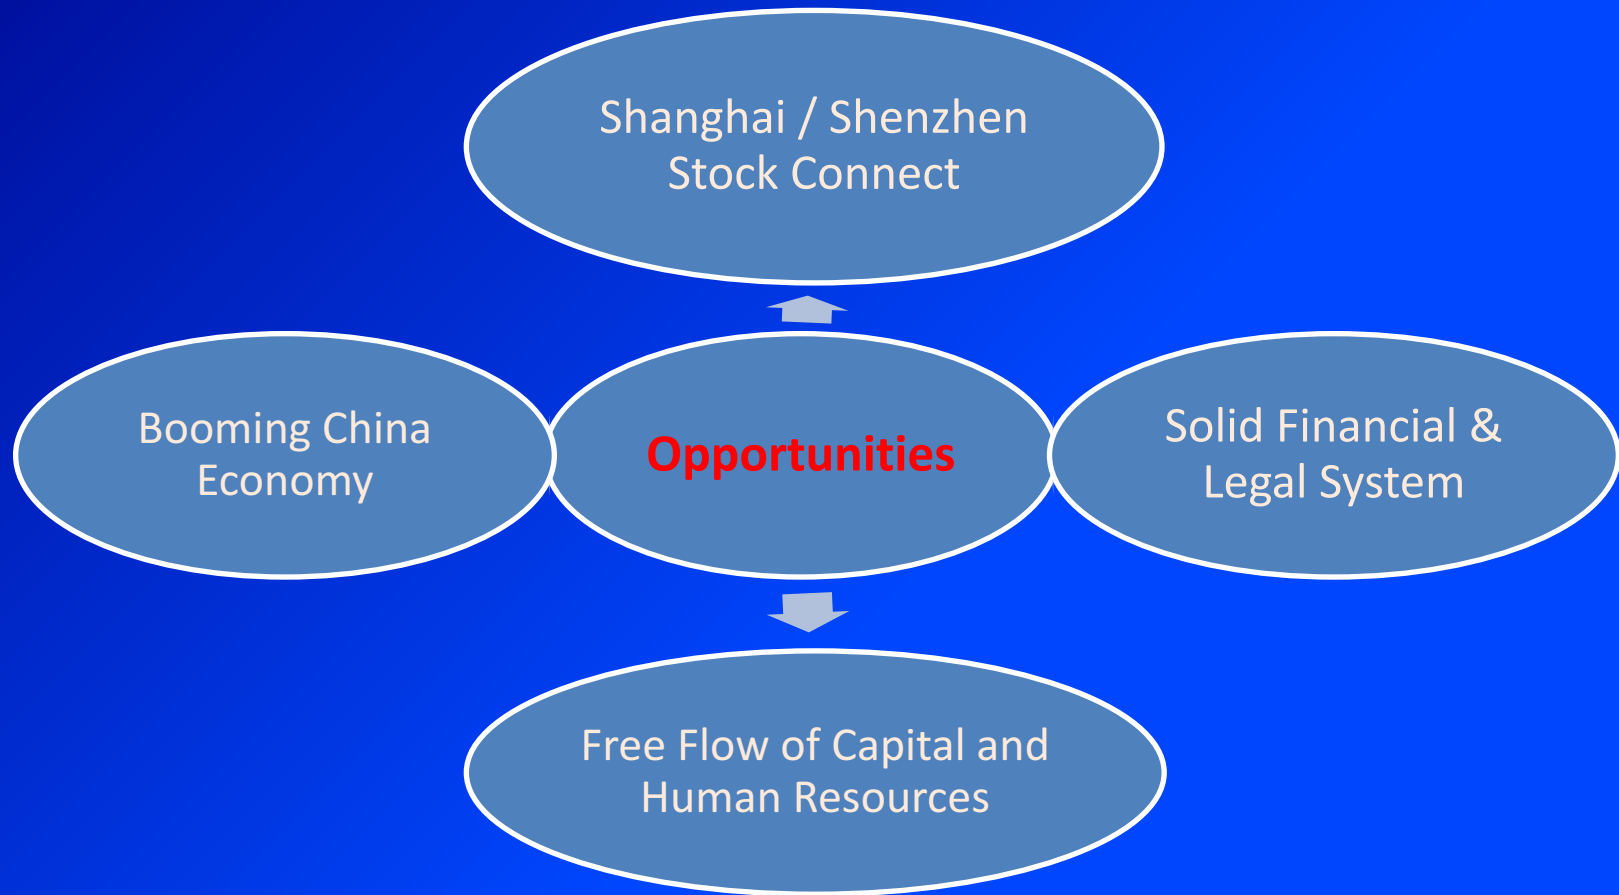 Shanghai / Shenzhen
Stock Connect
Booming China
Economy
Opportunities
Solid Financial &
Legal System
Free Flow of Capital and
Human Resources